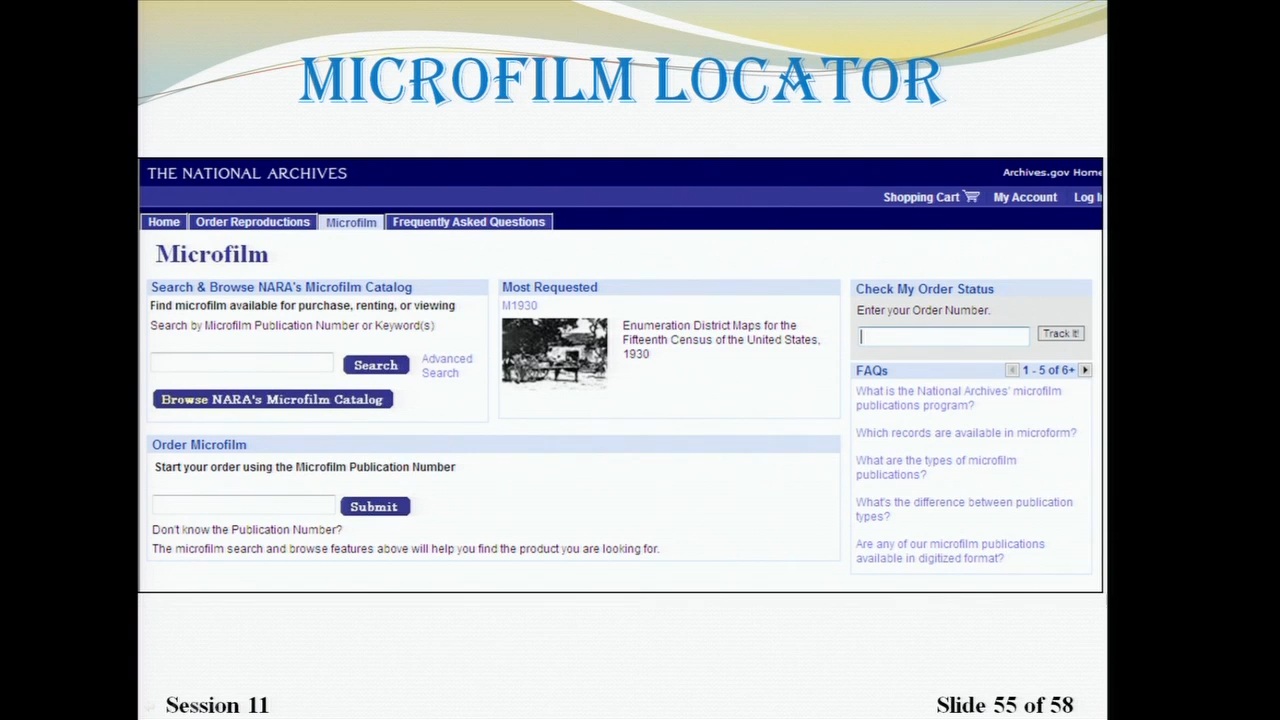 MICROFILM LOCATOR
THE NATIONAL ARCHIVES
Archives.gov Home
Shopping Cart My Account Log I
Home Order Reproductions Microfilm Frequently Asked Questions
Microfilm
Search & Browse NARA's Microfilm Catalog
Find microfilm available for purchase, renting, or viewing
Search by Microfilm Publication Number or Keyword(s)
Search
Advanced
Search
Browse NARA's Microfilm Catalog
Most Requested
M1930
Enumeration District Maps for the
Fifteenth Census of the United States,
1930
Order Microfilm
Start your order using the Microfilm Publication Number
Submit
Don't know the Publication Number?
The microfilm search and browse features above will help you find the product you are looking for.
Check My Order Status
Enter your Order Number.
Track it!
FAQs 1 - 5 of 6+
What is the National Archives' microfilm
publications program?
Which records are available in microform?
What are the types of microfilm
publications?
What's the difference between publication
types?
Are any of our microfilm publications
available in digitized format?
Session 11
Slide 55 of 58